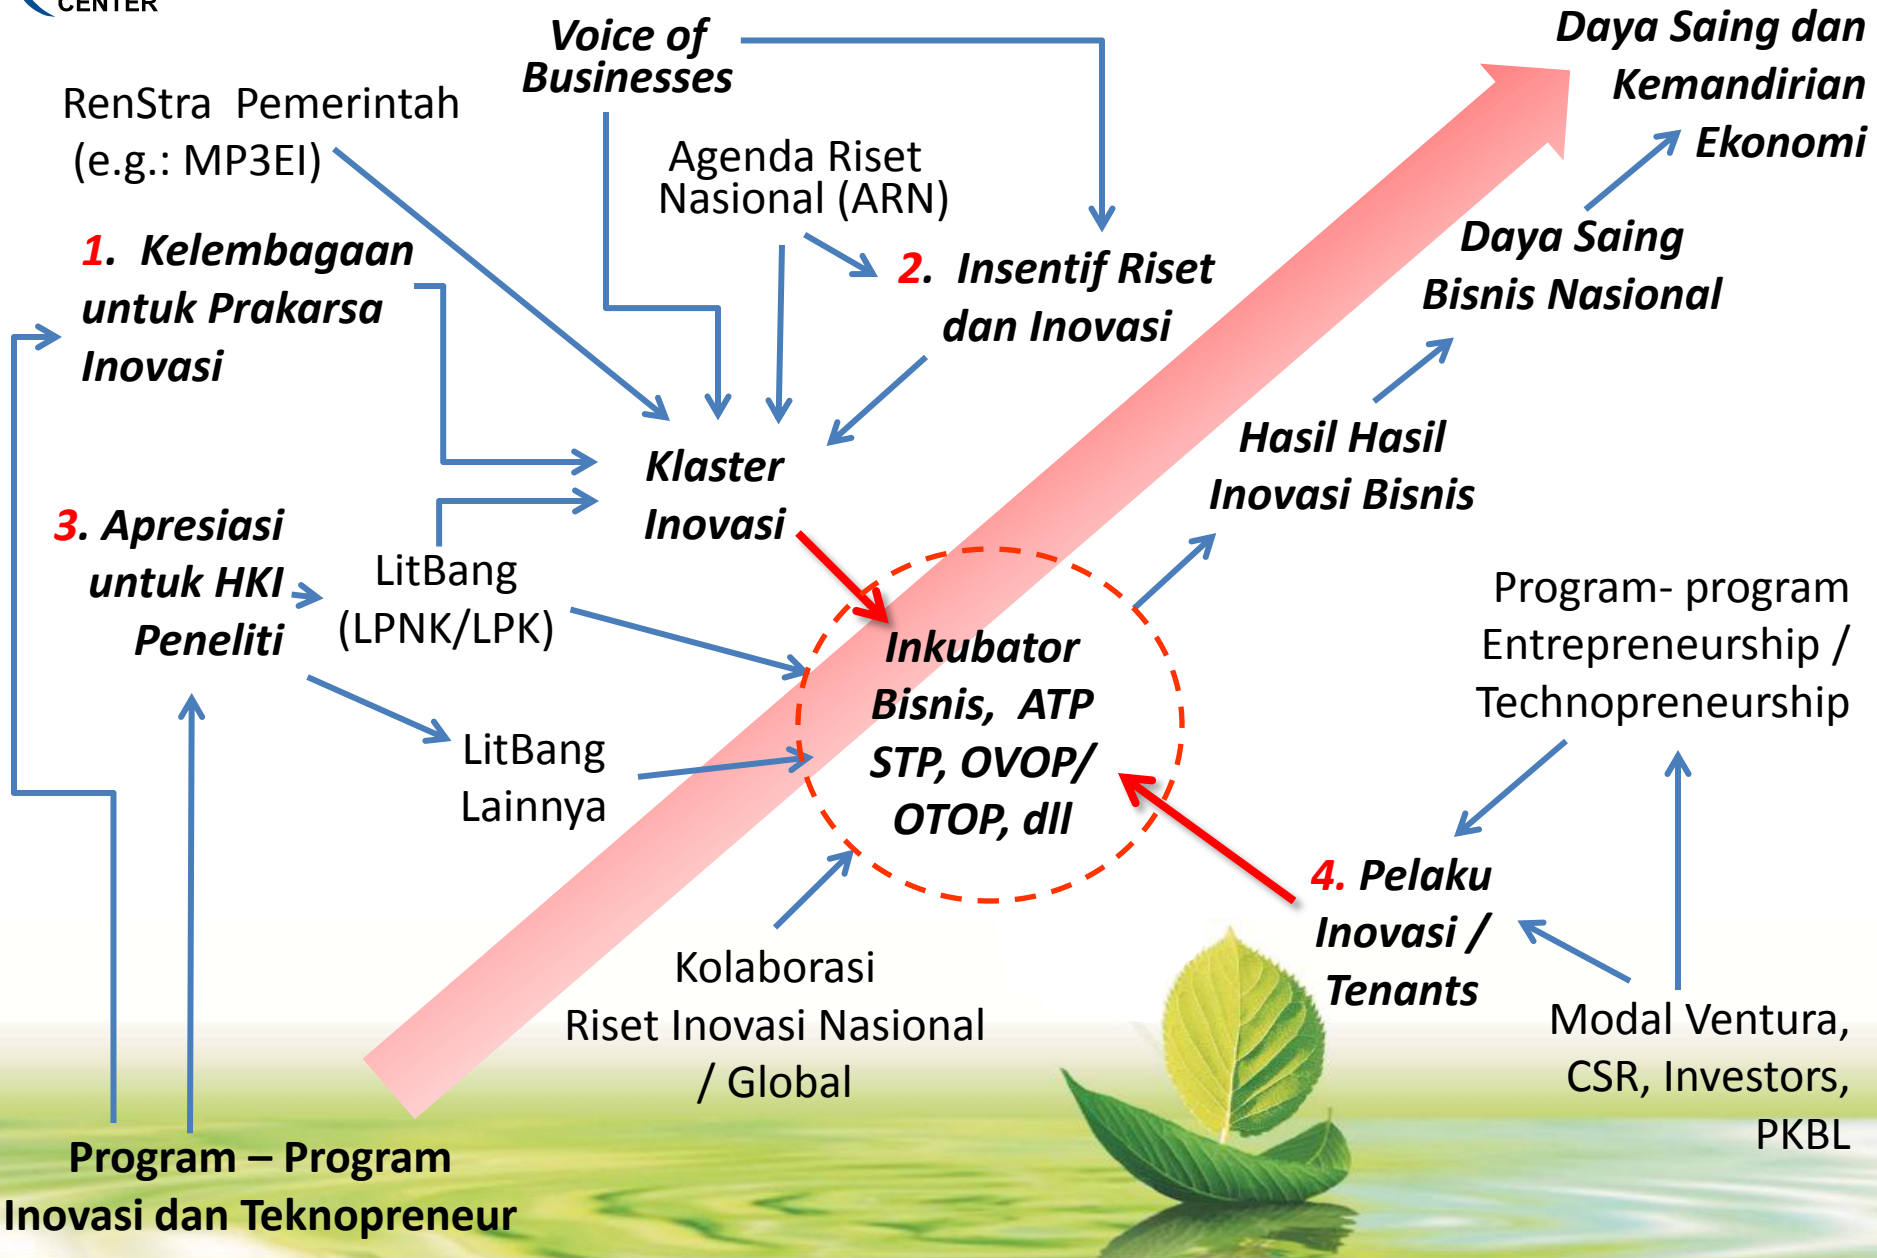 CENTER
Voice of
Businesses
Daya Saing dan
Kemandirian
Ekonomi
RenStra  Pemerintah
(e.g.: MP3EI)
Agenda Riset
Nasional (ARN)
1.  Kelembagaan
untuk Prakarsa
Inovasi
2.  Insentif Riset
dan Inovasi
Daya Saing
Bisnis Nasional
Klaster
Inovasi
Hasil Hasil
Inovasi Bisnis
3. Apresiasi
untuk HKI
Peneliti
LitBang
(LPNK/LPK)
LitBang
Lainnya
Inkubator
Bisnis,  ATP
STP, OVOP/
OTOP, dll
Program- program
Entrepreneurship /
Technopreneurship
4. Pelaku
Inovasi /
Tenants
Kolaborasi
Riset Inovasi Nasional
/ Global
Modal Ventura,
CSR, Investors,
PKBL
Program – Program
Inovasi dan Teknopreneur